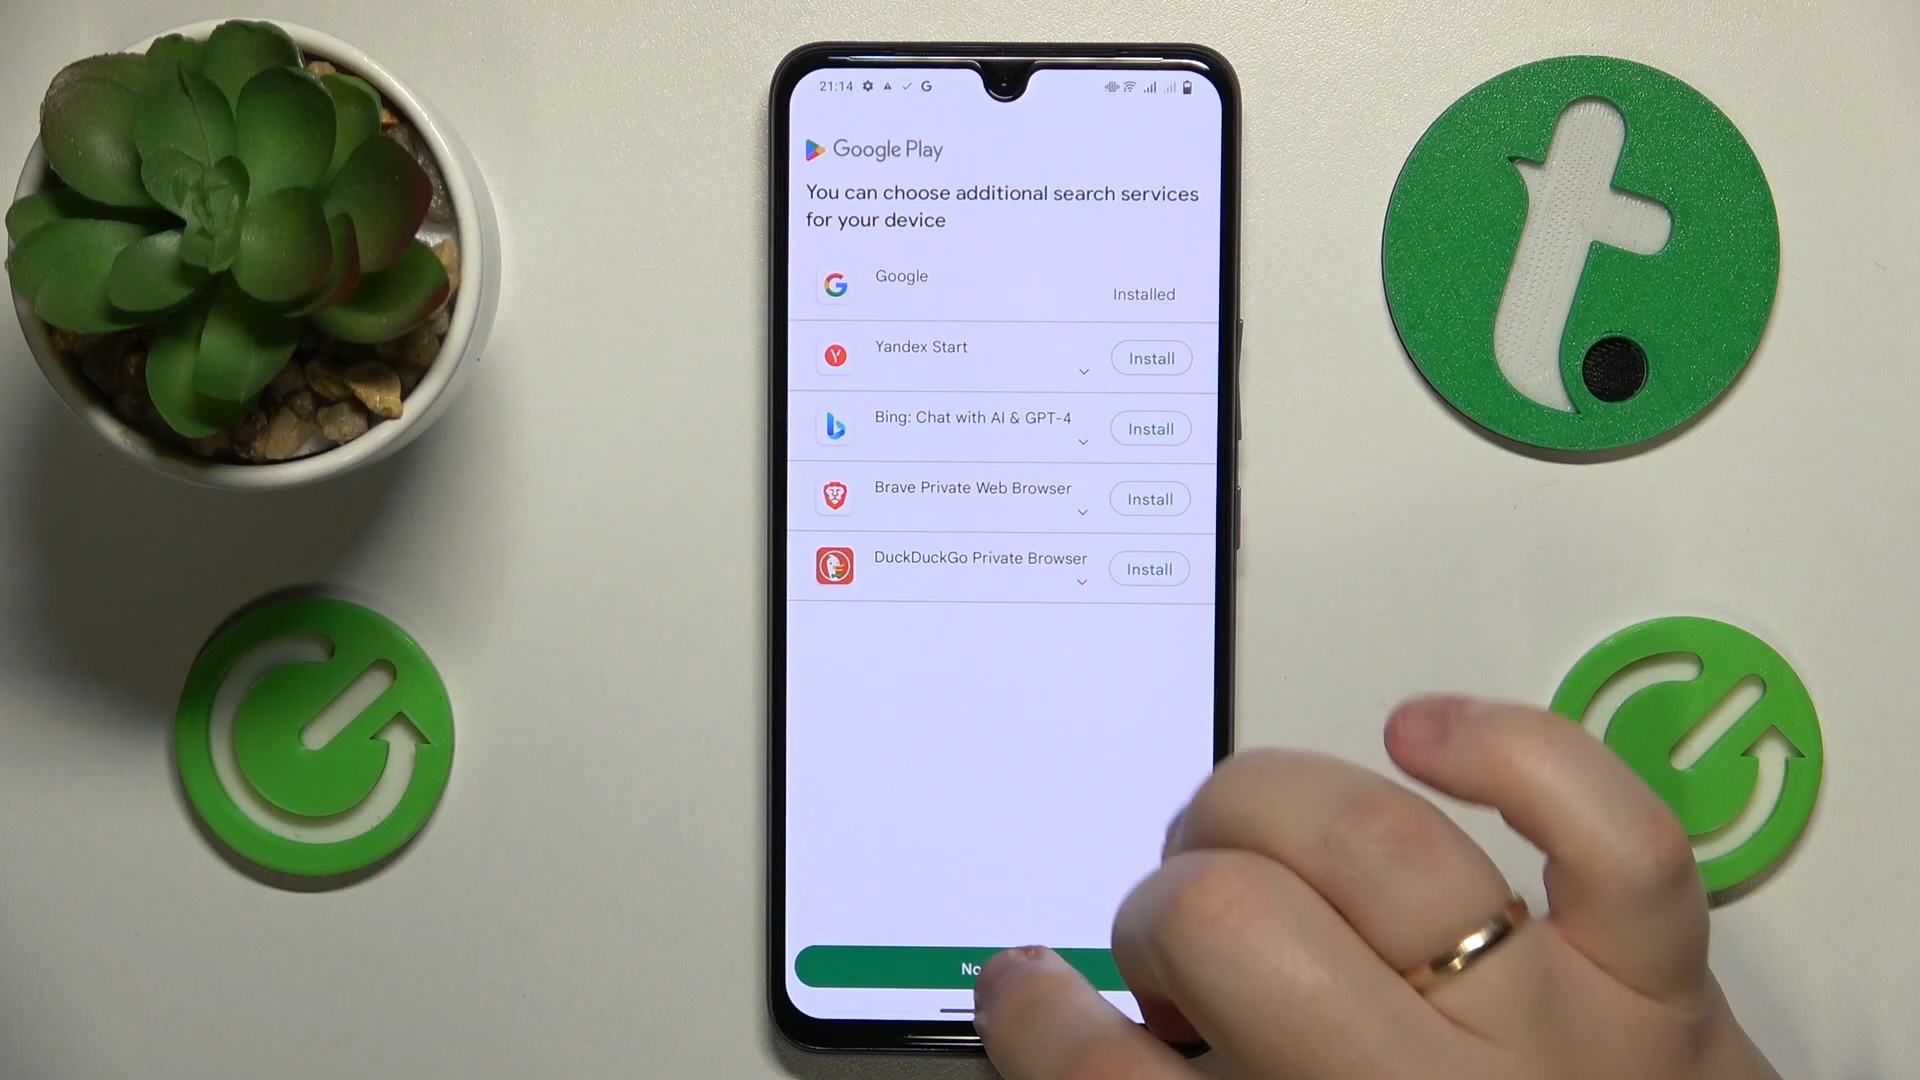 21:14
Google Play
You can choose additional search services
for your device
Google
Installed
Yandex Start
Install
Bing: Chat with AI & GPT-4
Install
Brave Private Web Browser
Install
DuckDuckGo Private Browser
Install
t.